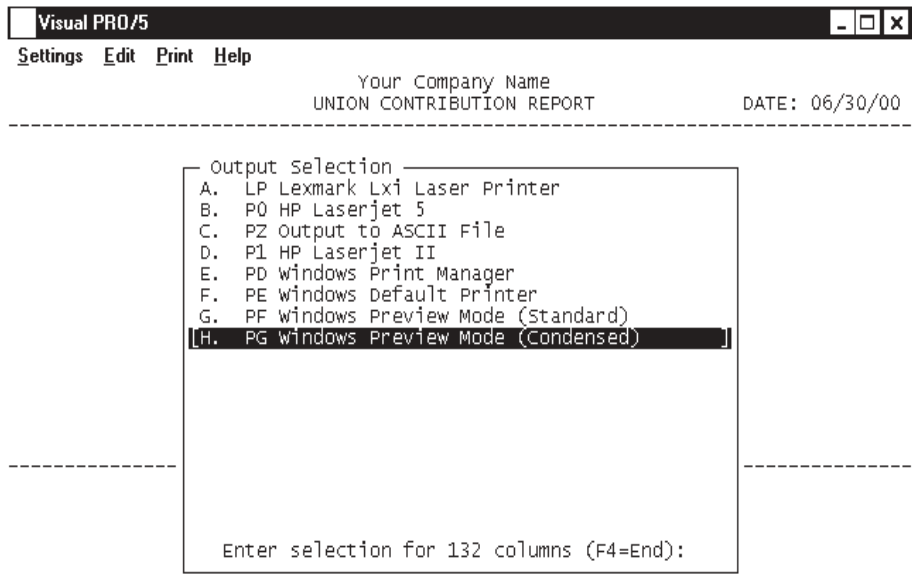 Visual PRO/5
Settings Edit Print Help
Your Company Name
UNION CONTRIBUTION REPORT DATE: 06/30/00
Output Selection
A. LP Lexmark Lxi Laser Printer
B. P0 HP Laserjet 5
C. PZ Output to ASCII File
D. P1 HP Laserjet II
E. PD Windows Print Manager
F. PE Windows Default Printer
G. PF Windows Preview Mode (Standard)
[H. PG Windows Preview Mode (Condensed) ]
Enter selection for 132 columns (F4=End):